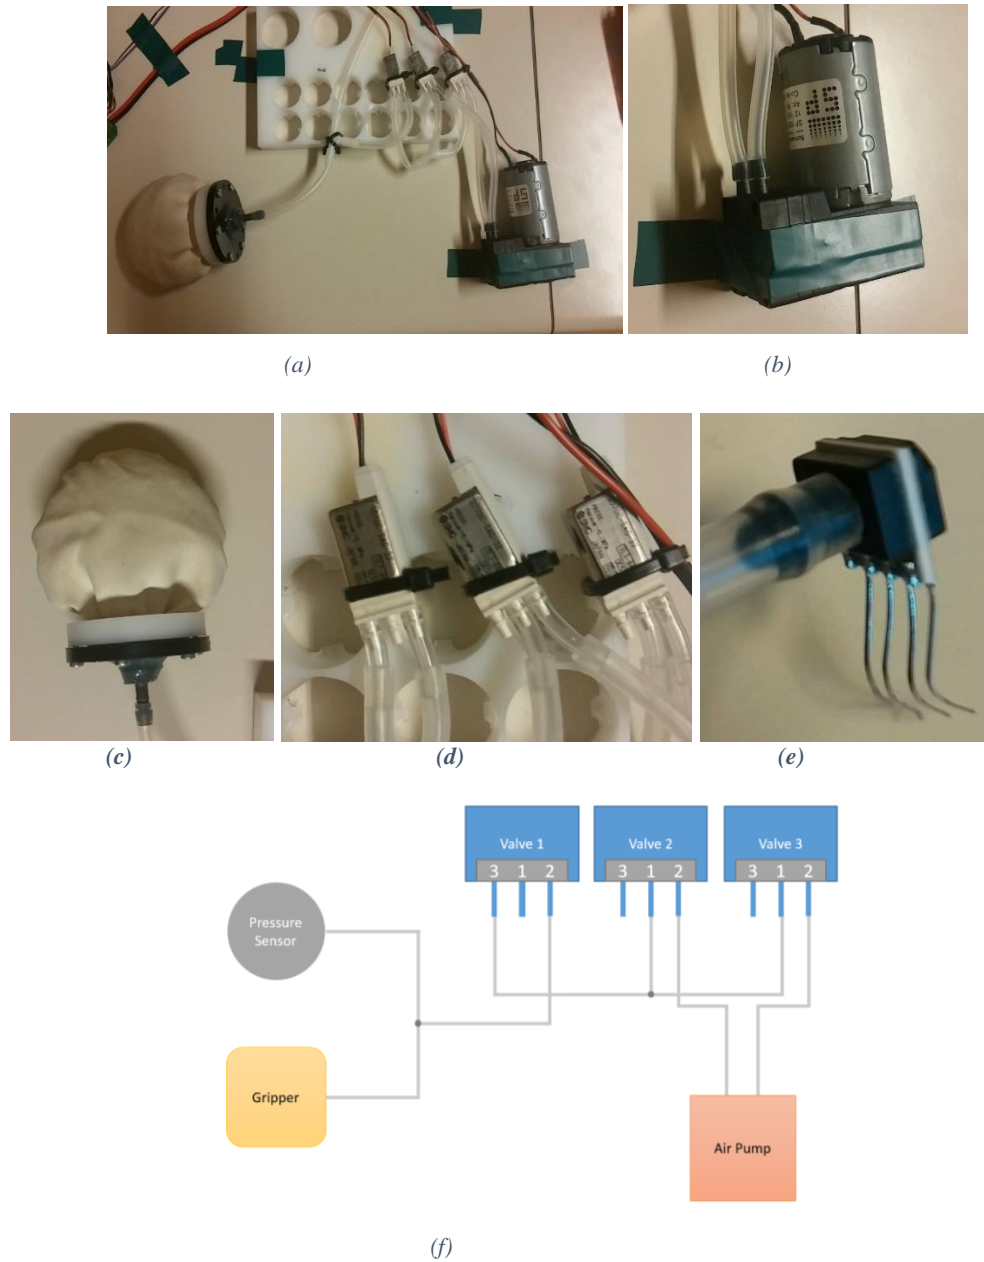 (a)
(b)
(c)
(d)
(e)
Valve 1
Valve 2
Valve 3
3 1 2
3 1 2
3 1 2
Pressure
Sensor
Gripper
Air Pump
(f)